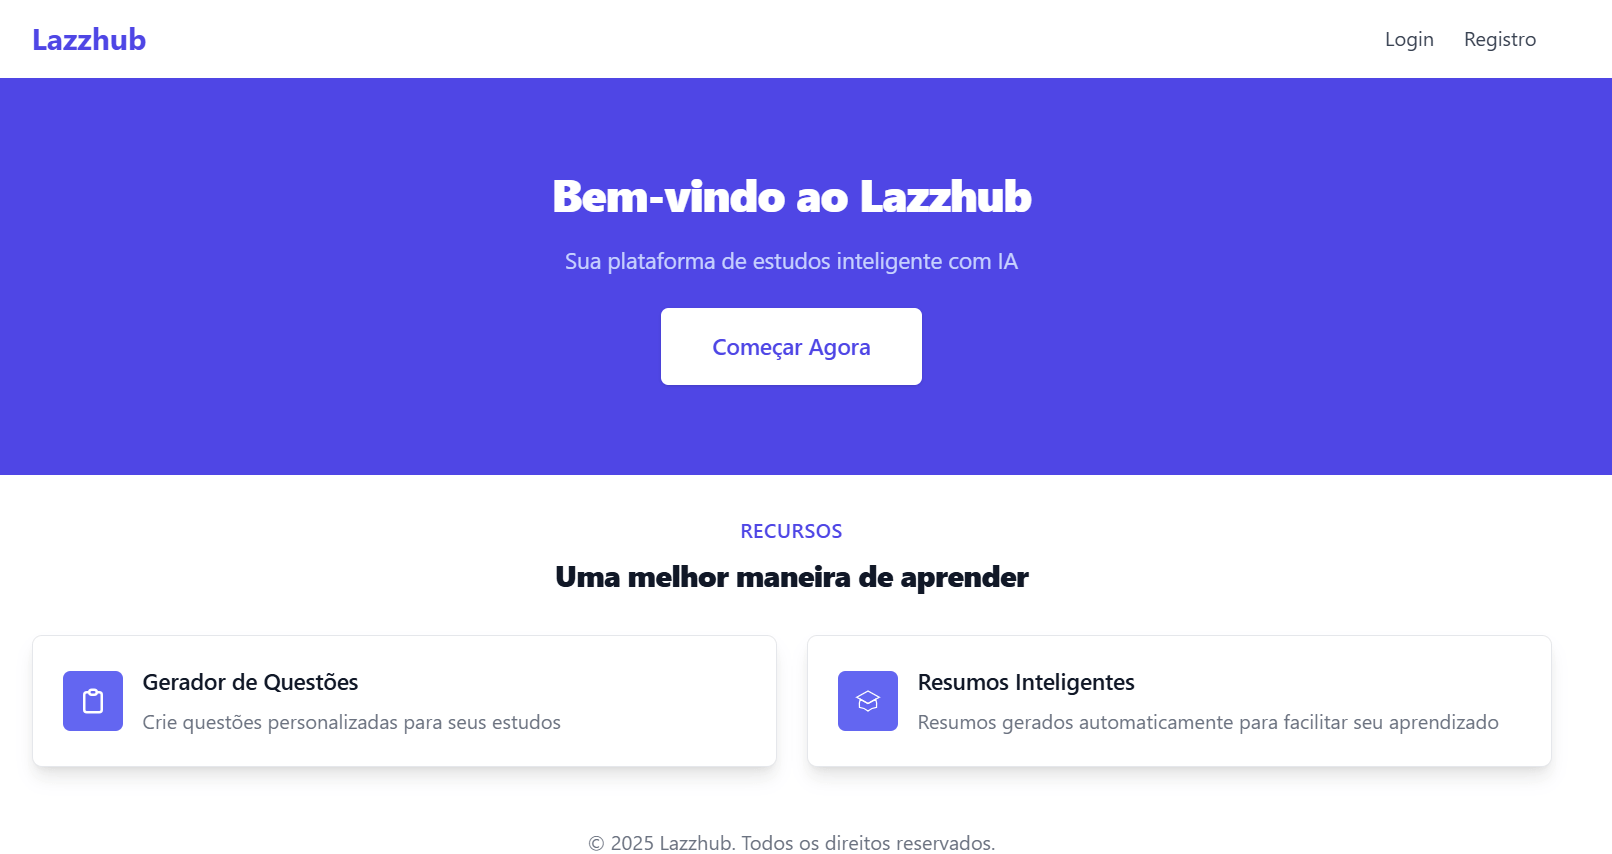 Lazzhub
Login
Registro
Bem-vindo ao Lazzhub
Sua plataforma de estudos inteligente com IA
Começar Agora
RECURSOS
Uma melhor maneira de aprender
Gerador de Questões
Crie questões personalizadas para seus estudos
Resumos Inteligentes
Resumos gerados automaticamente para facilitar seu aprendizado
© 2025 Lazzhub. Todos os direitos reservados.